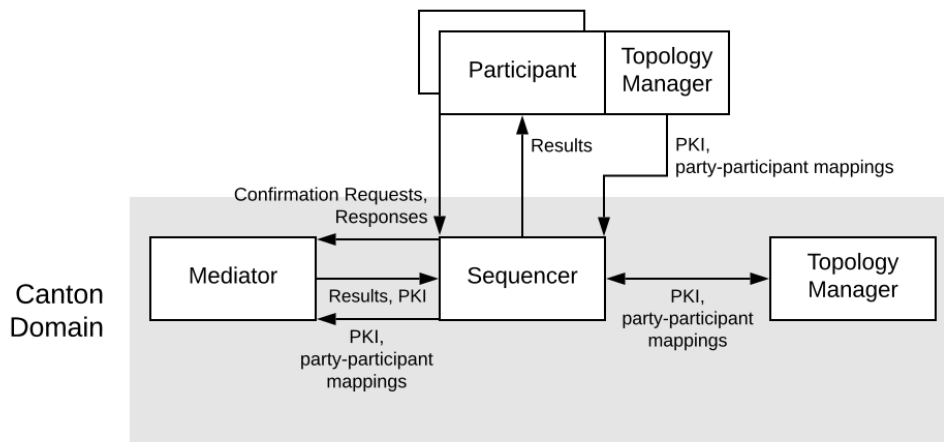 Participant
Topology
Manager
Results
PKI,
party-participant mappings
Confirmation Requests,
Responses
Mediator
Sequencer
Topology
Manager
Results, PKI
PKI,
party-participant
mappings
PKI,
party-participant
mappings
Canton
Domain